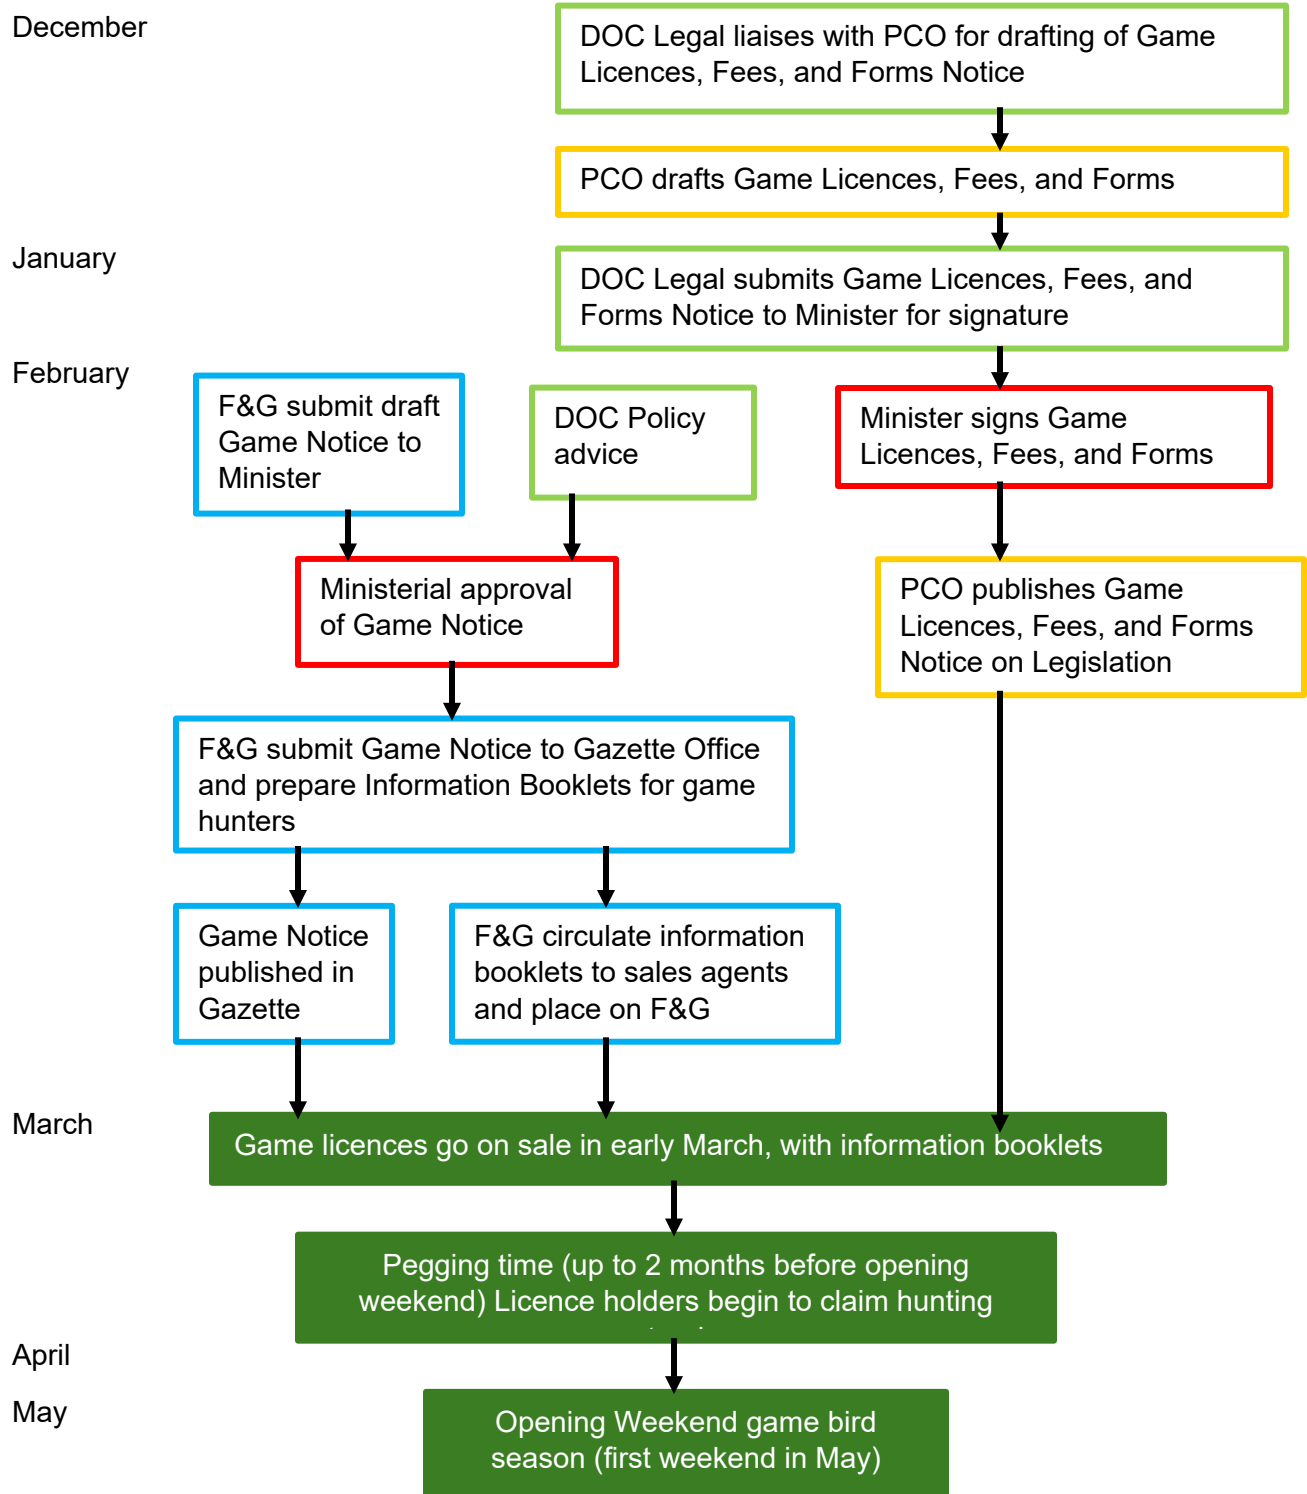 December
DOC Legal liaises with PCO for drafting of Game
Licences, Fees, and Forms Notice
PCO drafts Game Licences, Fees, and Forms
January
DOC Legal submits Game Licences, Fees, and
Forms Notice to Minister for signature
February
F&G submit draft
Game Notice to
Minister
DOC Policy
advice
Minister signs Game
Licences, Fees, and Forms
Ministerial approval
of Game Notice
PCO publishes Game
Licences, Fees, and Forms
Notice on Legislation
F&G submit Game Notice to Gazette Office
and prepare Information Booklets for game
hunters
Game Notice
published in
Gazette
F&G circulate information
booklets to sales agents
and place on F&G
March
Game licences go on sale in early March, with information booklets
Pegging time (up to 2 months before opening
weekend) Licence holders begin to claim hunting
April
May
Opening Weekend game bird
season (first weekend in May)